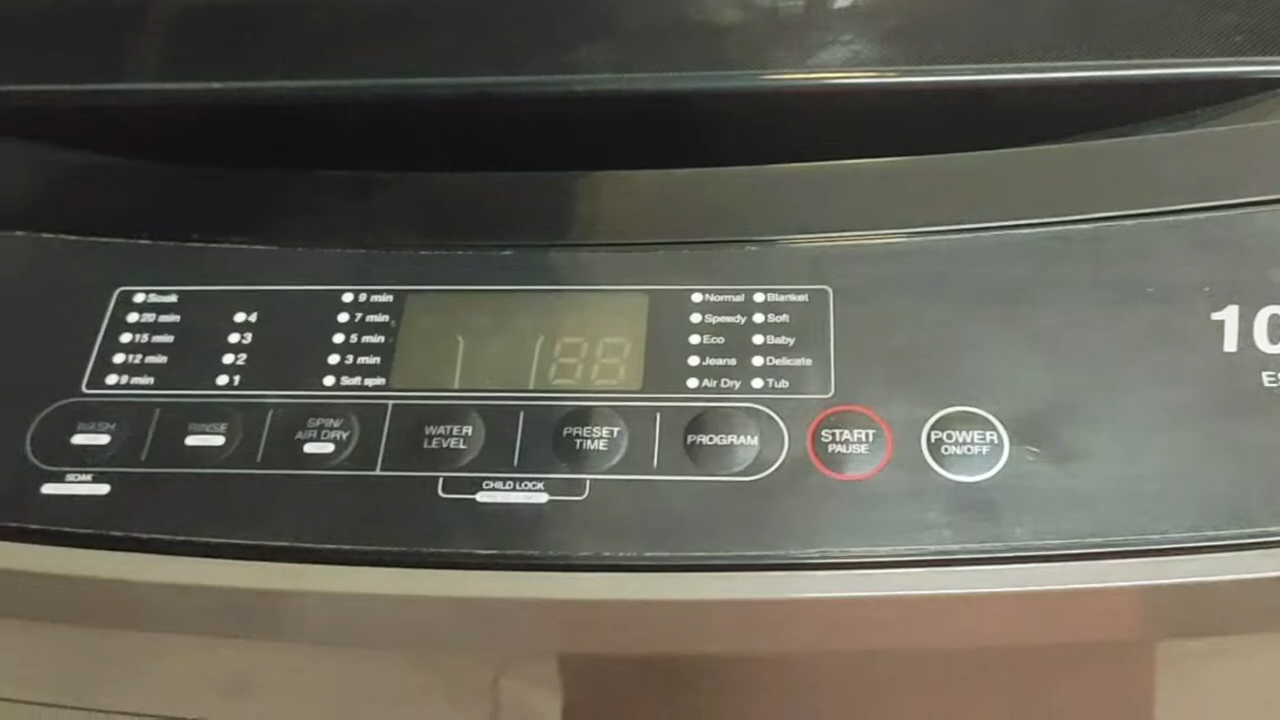 Soak
20 min
15 min
12 min
9 min
4
3
2
1
9 min
7 min
5 min
3 min
Soft spin
88
Normal
Speedy
Eco
Jeans
Air Dry
Blanket
Soft
Baby
Delicate
Tub
10
WASH
RINSE
SPIN/
AIR DRY
WATER
LEVEL
PRESET
TIME
PROGRAM
START
PAUSE
POWER
ON/OFF
SOAK
CHILD LOCK